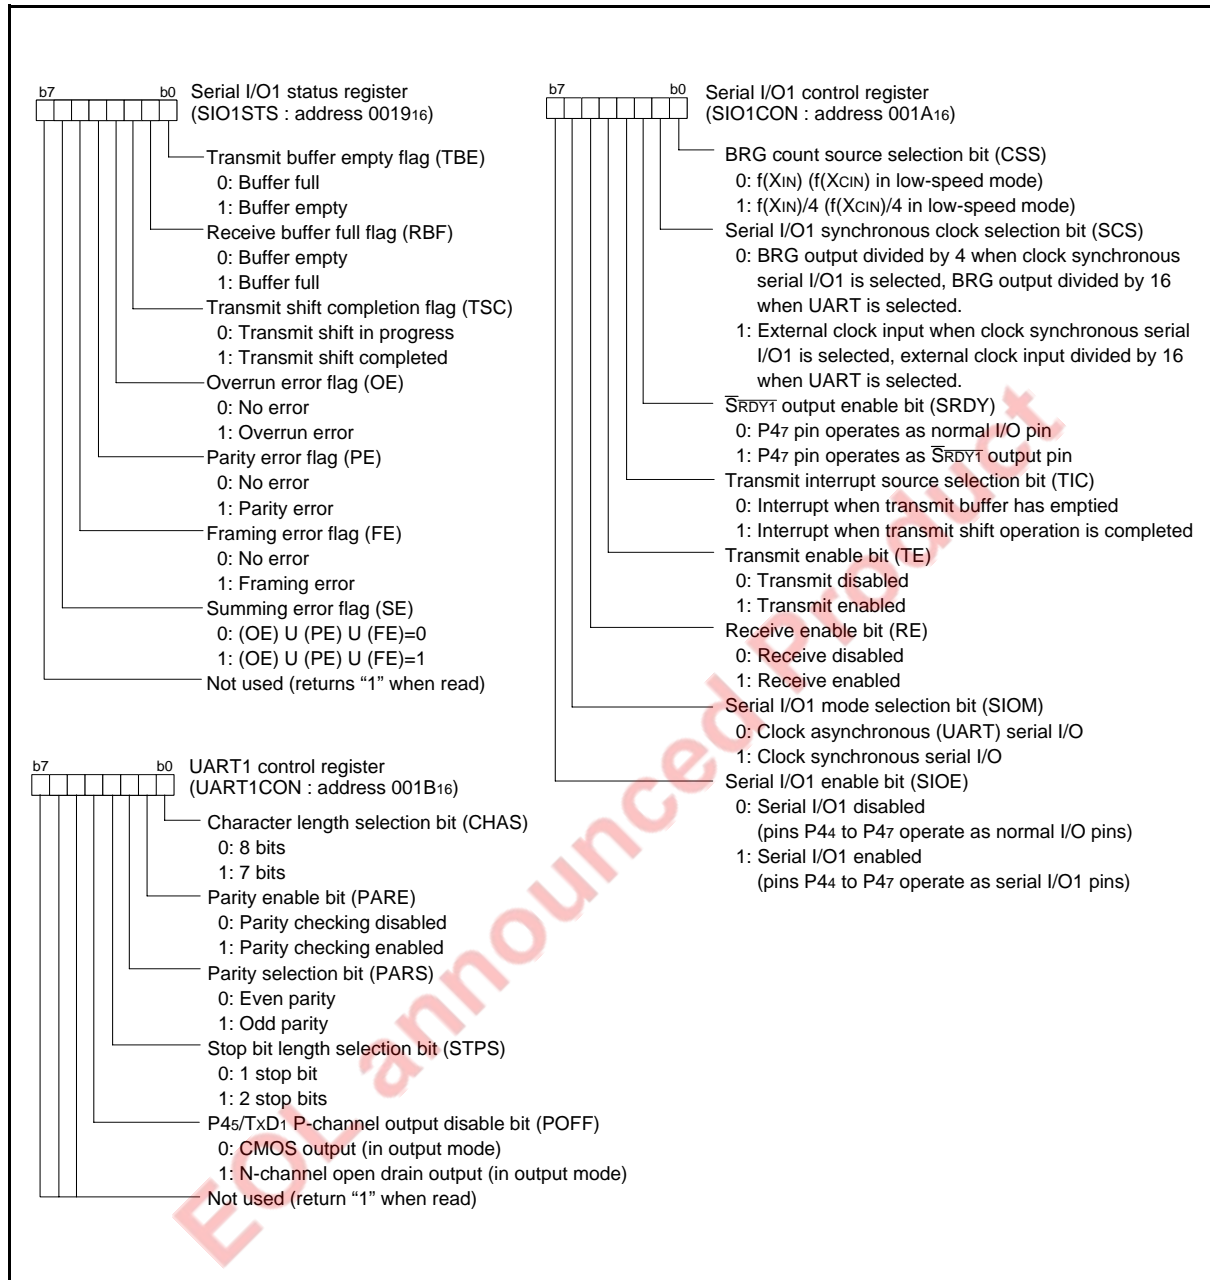 b7 b0 Serial I/O1 status register
(SIO1STS : address 001916)
Transmit buffer empty flag (TBE)
0: Buffer full
1: Buffer empty
Receive buffer full flag (RBF)
0: Buffer empty
1: Buffer full
Transmit shift completion flag (TSC)
0: Transmit shift in progress
1: Transmit shift completed
Overrun error flag (OE)
0: No error
1: Overrun error
Parity error flag (PE)
0: No error
1: Parity error
Framing error flag (FE)
0: No error
1: Framing error
Summing error flag (SE)
0: (OE) U (PE) U (FE)=0
1: (OE) U (PE) U (FE)=1
Not used (returns “1” when read)
b7 b0 UART1 control register
(UART1CON : address 001B16)
Character length selection bit (CHAS)
0: 8 bits
1: 7 bits
Parity enable bit (PARE)
0: Parity checking disabled
1: Parity checking enabled
Parity selection bit (PARS)
0: Even parity
1: Odd parity
Stop bit length selection bit (STPS)
0: 1 stop bit
1: 2 stop bits
P45/TXD1 P-channel output disable bit (POFF)
0: CMOS output (in output mode)
1: N-channel open drain output (in output mode)
Not used (return “1” when read)
b7 b0 Serial I/O1 control register
(SIO1CON : address 001A16)
BRG count source selection bit (CSS)
0: f(XIN) (f(XCIN) in low-speed mode)
1: f(XIN)/4 (f(XCIN)/4 in low-speed mode)
Serial I/O1 synchronous clock selection bit (SCS)
0: BRG output divided by 4 when clock synchronous
serial I/O1 is selected, BRG output divided by 16
when UART is selected.
1: External clock input when clock synchronous serial
I/O1 is selected, external clock input divided by 16
when UART is selected.
S̅R̅D̅Y̅1̅ output enable bit (SRDY)
0: P47 pin operates as normal I/O pin
1: P47 pin operates as S̅R̅D̅Y̅1̅ output pin
Transmit interrupt source selection bit (TIC)
0: Interrupt when transmit buffer has emptied
1: Interrupt when transmit shift operation is completed
Transmit enable bit (TE)
0: Transmit disabled
1: Transmit enabled
Receive enable bit (RE)
0: Receive disabled
1: Receive enabled
Serial I/O1 mode selection bit (SIOM)
0: Clock asynchronous (UART) serial I/O
1: Clock synchronous serial I/O
Serial I/O1 enable bit (SIOE)
0: Serial I/O1 disabled
(pins P44 to P47 operate as normal I/O pins)
1: Serial I/O1 enabled
(pins P44 to P47 operate as serial I/O1 pins)
EOL announced Product